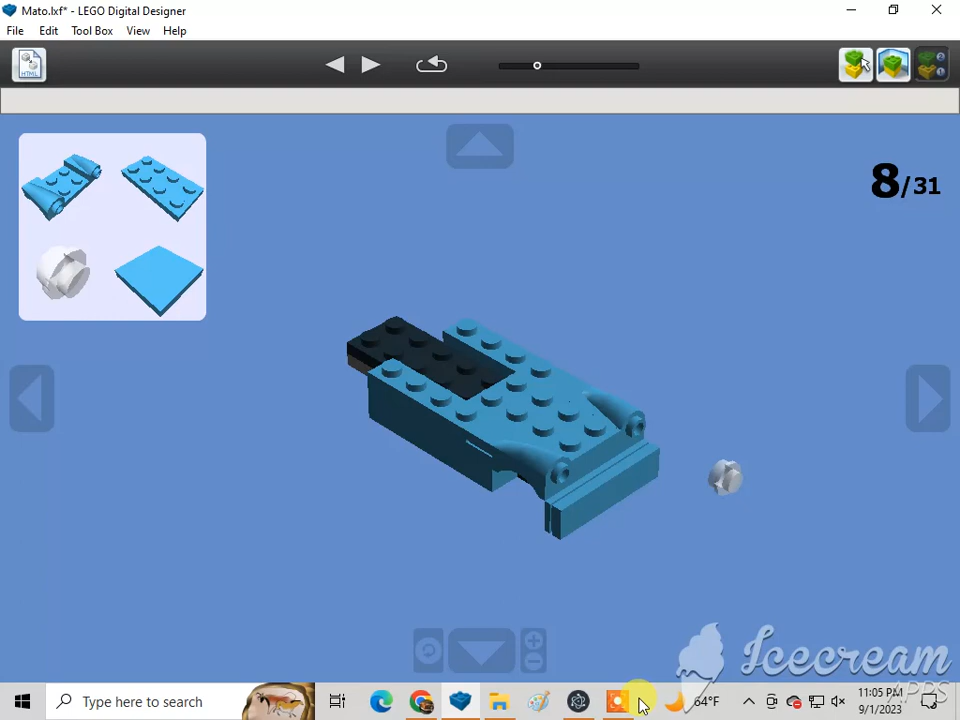 Mato.lxf* - LEGO Digital Designer
File Edit Tool Box View Help
HTML
8/31
Icecream
APPS
Type here to search
64°F
11:05 PM
9/1/2023